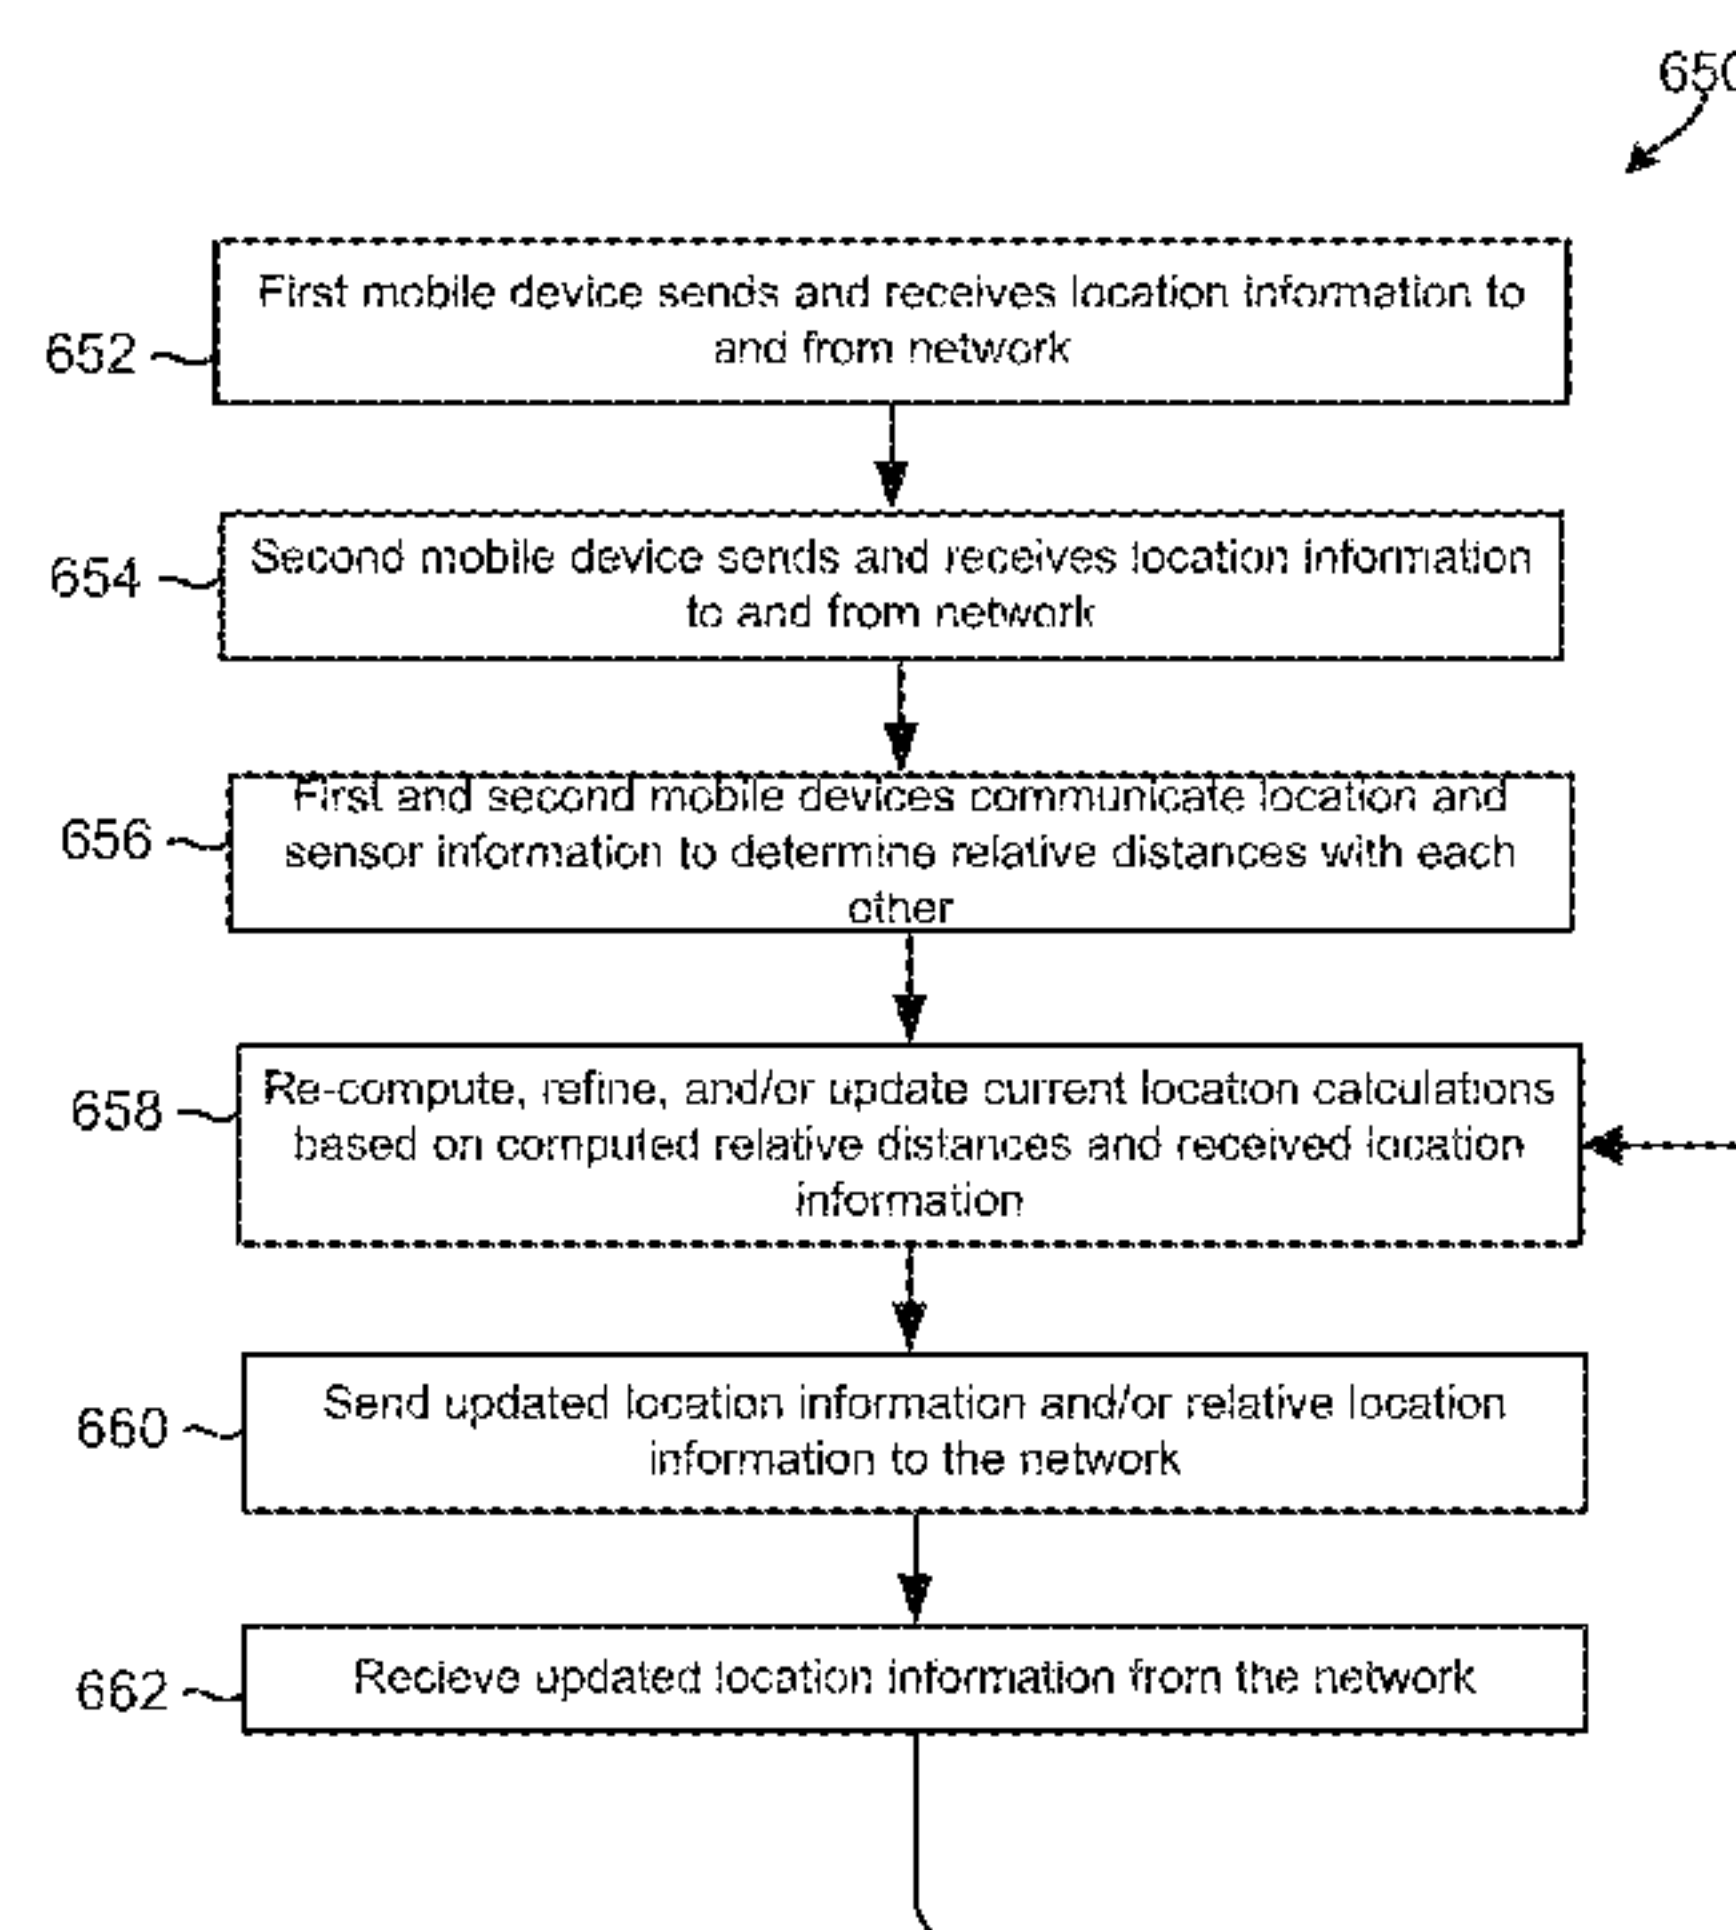 650
First mobile device sends and receives location information to
and from network
652
Second mobile device sends and receives location information
to and from network
654
First and second mobile devices communicate location and
sensor information to determine relative distances with each
other
656
Re-compute, refine, and/or update current location calculations
based on computed relative distances and received location
information
658
Send updated location information and/or relative location
information to the network
660
Recieve updated location information from the network
662